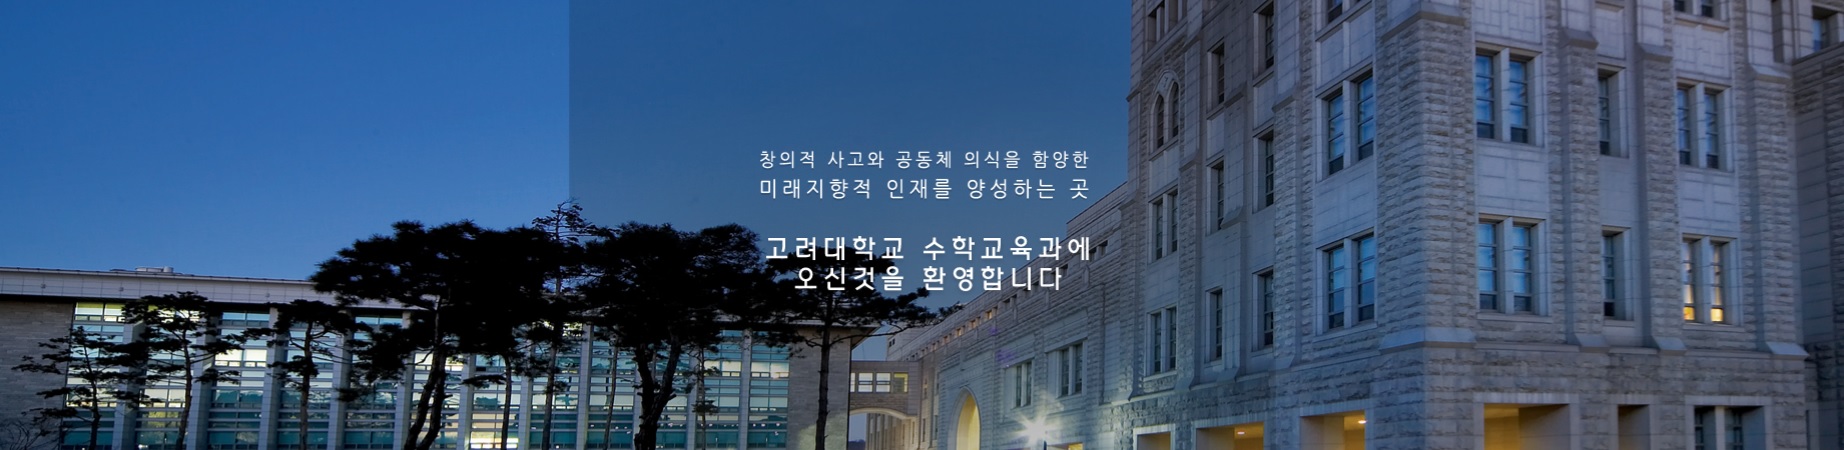 창의적 사고와 공동체 의식을 함양한
미래지향적 인재를 양성하는 곳
고려대학교 수학교육과에
오신것을 환영합니다